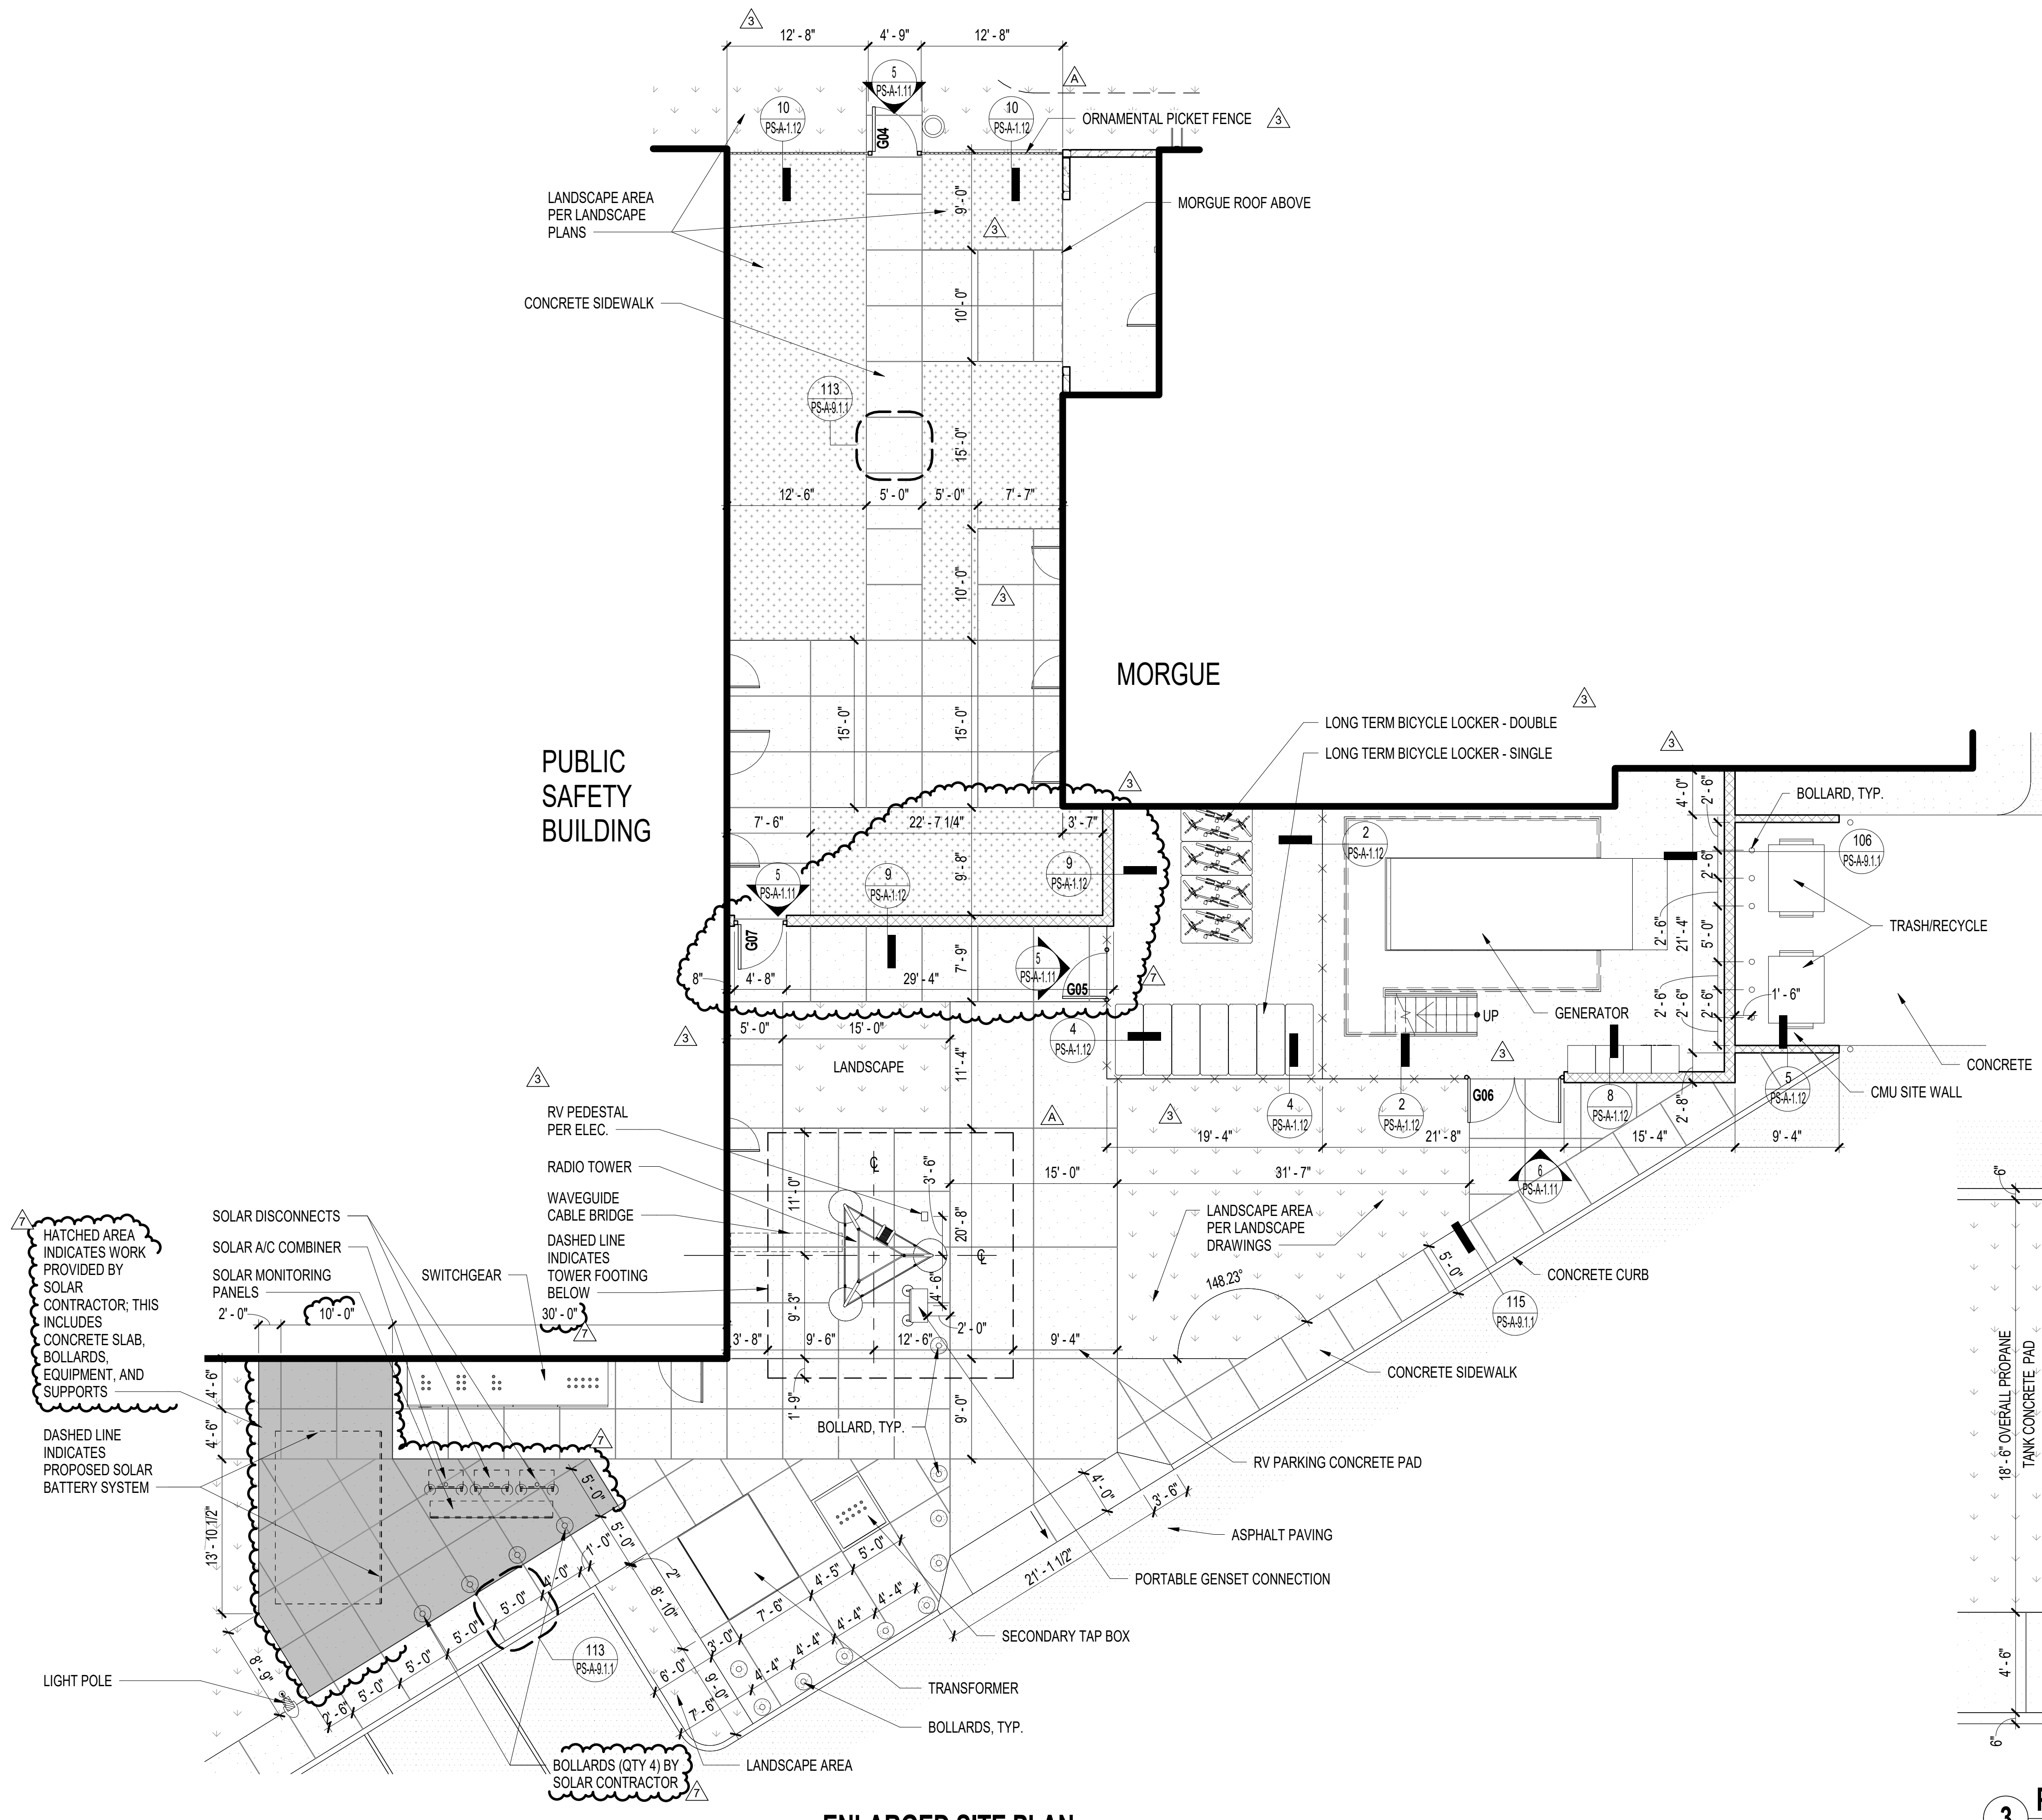 3
12' - 8"
4' - 9"
12' - 8"
5
PS-A-1.11
A
10
PS-A-1.12
10
PS-A-1.12
G04
ORNAMENTAL PICKET FENCE
3
LANDSCAPE AREA
PER LANDSCAPE
PLANS
9' - 0"
3
MORGUE ROOF ABOVE
CONCRETE SIDEWALK
10' - 0"
113
PS-A-9.1.1
15' - 0"
12' - 6"
5' - 0"
5' - 0"
7' - 7"
10' - 0"
3
MORGUE
15' - 0"
15' - 0"
3
LONG TERM BICYCLE LOCKER - DOUBLE
LONG TERM BICYCLE LOCKER - SINGLE
3
3
PUBLIC
SAFETY
BUILDING
7' - 6"
22' - 7 1/4"
3' - 7"
9' - 8"
5
PS-A-1.11
9
PS-A-1.12
9
PS-A-1.12
2
PS-A-1.12
4' - 0"
2' - 6"
BOLLARD, TYP.
106
PS-A-9.1.1
2' - 6"
2' - 6"
21' - 4"
5' - 0"
TRASH/RECYCLE
G07
8"
4' - 8"
29' - 4"
7' - 9"
5
PS-A-1.11
G05
7
2' - 6"
2' - 6"
2' - 6"
1' - 6"
UP
GENERATOR
3
5' - 0"
15' - 0"
4
PS-A-1.12
LANDSCAPE
11' - 4"
3
CONCRETE
CMU SITE WALL
3
RV PEDESTAL
PER ELEC.
A
3
4
PS-A-1.12
2
PS-A-1.12
G06
8
PS-A-1.12
2' - 8"
5
PS-A-1.12
19' - 4"
21' - 8"
15' - 4"
9' - 4"
RADIO TOWER
3' - 6"
15' - 0"
31' - 7"
6
PS-A-1.11
WAVEGUIDE
CABLE BRIDGE
11' - 0"
20' - 8"
LANDSCAPE AREA
PER LANDSCAPE
DRAWINGS
7
HATCHED AREA
INDICATES WORK
PROVIDED BY
SOLAR
CONTRACTOR; THIS
INCLUDES
CONCRETE SLAB,
BOLLARDS,
EQUIPMENT, AND
SUPPORTS
SOLAR DISCONNECTS
SOLAR A/C COMBINER
SOLAR MONITORING
PANELS
SWITCHGEAR
DASHED LINE
INDICATES
TOWER FOOTING
BELOW
2' - 0"
10' - 0"
30' - 0"
7
9' - 3"
4' - 6"
2' - 0"
3' - 8"
9' - 6"
12' - 6"
9' - 4"
148.23°
5' - 0"
CONCRETE CURB
115
PS-A-9.1.1
CONCRETE SIDEWALK
4' - 6"
4' - 6"
1' - 9"
9' - 0"
BOLLARD, TYP.
7
DASHED LINE
INDICATES
PROPOSED SOLAR
BATTERY SYSTEM
5' - 0"
RV PARKING CONCRETE PAD
13' - 10 1/2"
4' - 0"
3' - 6"
ASPHALT PAVING
5' - 0"
1' - 0"
4' - 0"
5' - 0"
5' - 0"
5' - 0"
5' - 0"
2' - 6"
8' - 9"
2"
8' - 10"
5' - 0"
4' - 5"
7' - 6"
3' - 0"
6' - 0"
21' - 1 1/2"
PORTABLE GENSET CONNECTION
4' - 4"
4' - 4"
4' - 4"
4' - 4"
9' - 0"
7' - 6"
SECONDARY TAP BOX
113
PS-A-9.1.1
LIGHT POLE
TRANSFORMER
BOLLARDS, TYP.
BOLLARDS (QTY 4) BY
SOLAR CONTRACTOR
7
LANDSCAPE AREA
6"
18' - 6" OVERALL PROPANE
TANK CONCRETE PAD
4' - 6"
6"
ENLARGED SITE PLAN
3